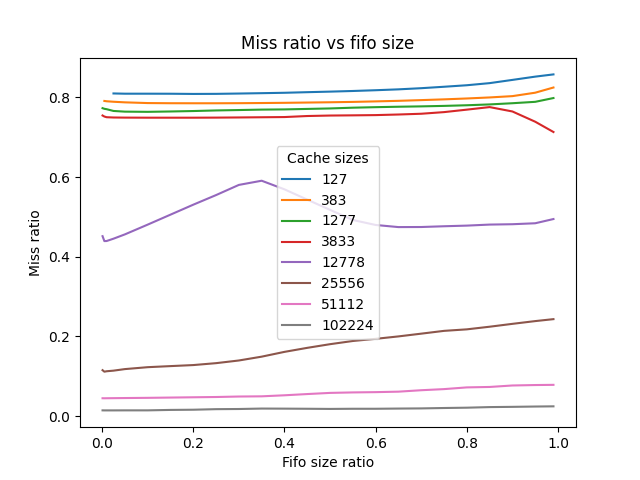 Miss ratio vs fifo size
0.8
0.6
0.4
0.2
0.0
Miss ratio
Cache sizes
127
383
1277
3833
12778
25556
51112
102224
0.0 0.2 0.4 0.6 0.8 1.0
Fifo size ratio